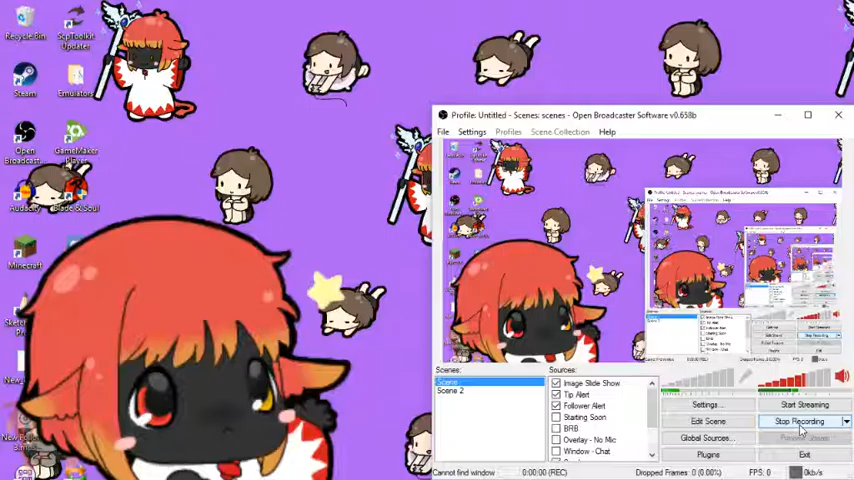 Recycle Bin
ScpToolkit
Updater
Steam
Emulators
Open
Broadcast...
GameMaker
Player
Audacity
Blade & Soul
Minecraft
Profile: Untitled - Scenes: scenes - Open Broadcaster Software v0.658b
File Settings Profiles Scene Collection Help
Scenes:
Scene
Scene 2
Sources:
Image Slide Show
Tip Alert
Follower Alert
Starting Soon
BRB
Overlay - No Mic
Window - Chat
Settings...
Start Streaming
Edit Scene
Stop Recording
Global Sources...
Plugins
Exit
Cannot find window
0:00:00 (REC)
Dropped Frames: 0 (0.00%)
FPS: 0
0kb/s